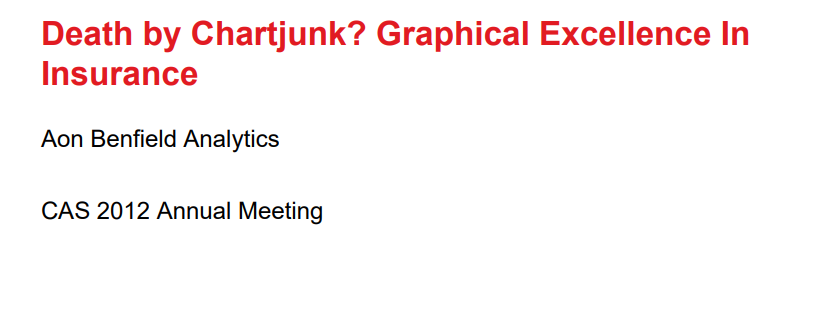 Death by Chartjunk? Graphical Excellence In
Insurance
Aon Benfield Analytics
CAS 2012 Annual Meeting